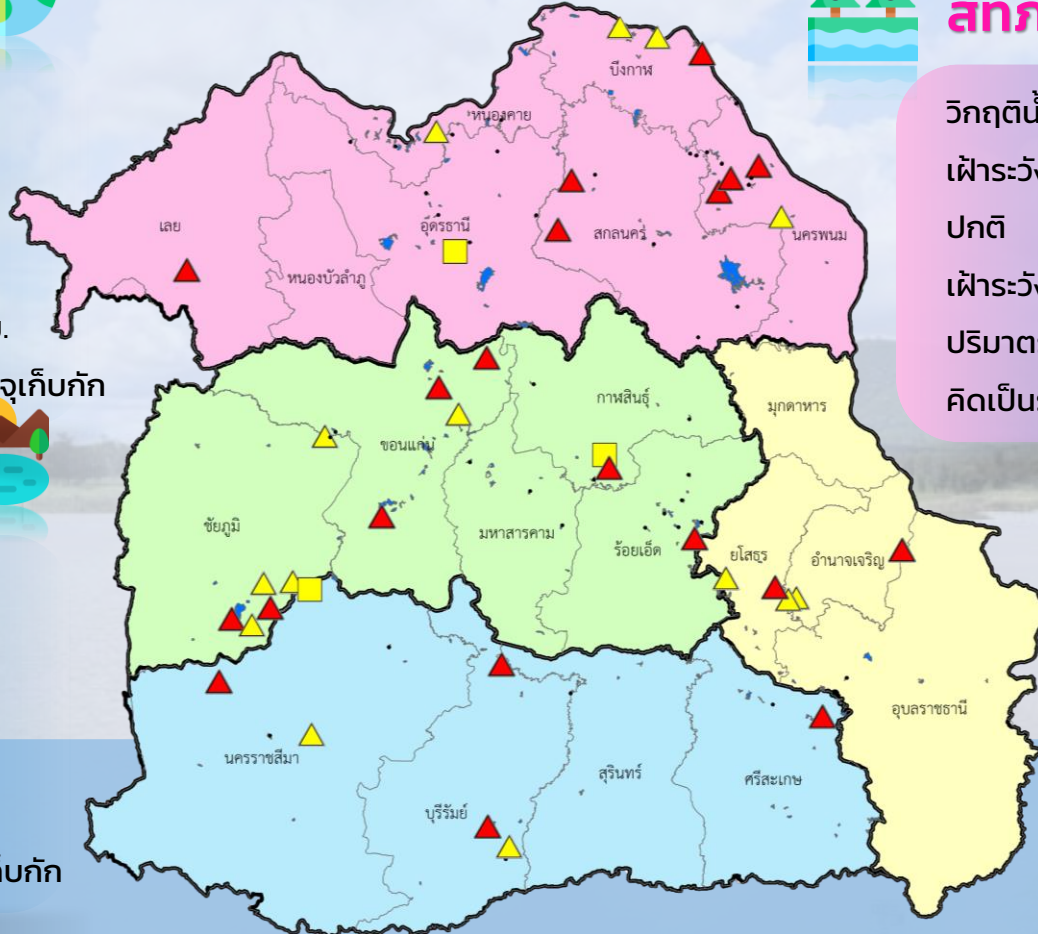 สทภ
วิกฤติน้
เฝ้าระวัง
ปกติ
เฝ้าระวัง
ปริมาตร
คิดเป็นร
บึงกาฬ
หนองคาย
เลย
อุดรธานี
สกลนคร
นครพนม
หนองบัวลำภู
จุเก็บกัก
กาฬสินธุ์
มุกดาหาร
ขอนแก่น
ชัยภูมิ
มหาสารคาม
ร้อยเอ็ด
ยโสธร
อำนาจเจริญ
อุบลราชธานี
นครราชสีมา
สุรินทร์
ศรีสะเกษ
บุรีรัมย์
ก็บกัก